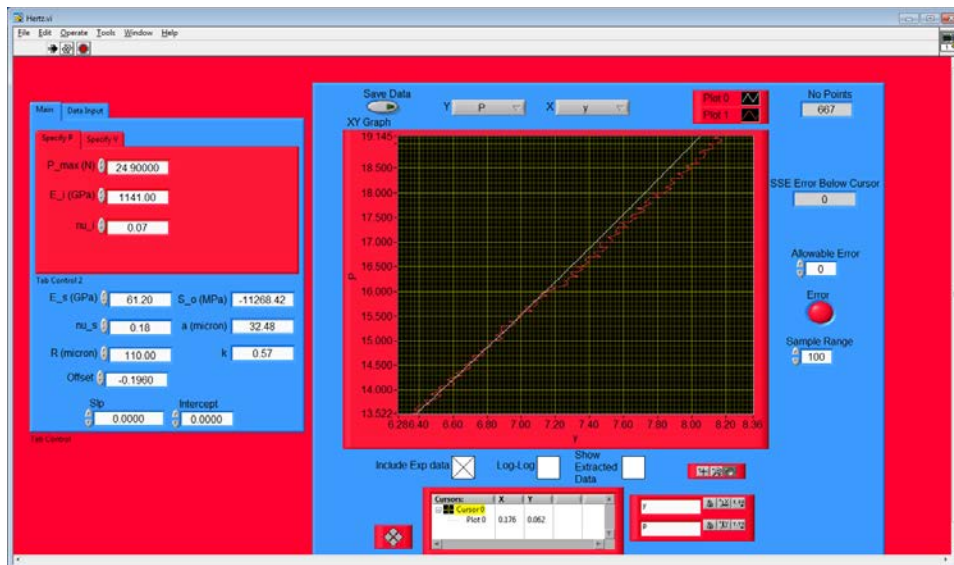 Hertz.vi
File Edit Operate Tools Window Help
Main Data Input
Specify P Specify Y
P_max (N) 24.90000
E_i (GPa) 1141.00
nu_i 0.07
Tab Control 2
E_s (GPa) 61.20 S_o (MPa) -11268.42
nu_s 0.18 a (micron) 32.48
R (micron) 110.00 k 0.57
Offset -0.1960
Slp Intercept
0.0000 0.0000
Tab Control
Save Data
Y P X y
Plot 0
Plot 1
XY Graph
19.145
18.500
18.000
17.500
17.000
16.500
16.000
15.500
15.000
14.500
14.000
13.522
P
6.286 6.40 6.60 6.80 7.00 7.20 7.40 7.60 7.80 8.00 8.20 8.36
Y
No Points
667
SSE Error Below Cursor
0
Allowable Error
0
Error
Sample Range
100
Include Exp data Log-Log Show Extracted Data
Cursors: X Y
Cursor 0
Plot 0 0.176 0.062